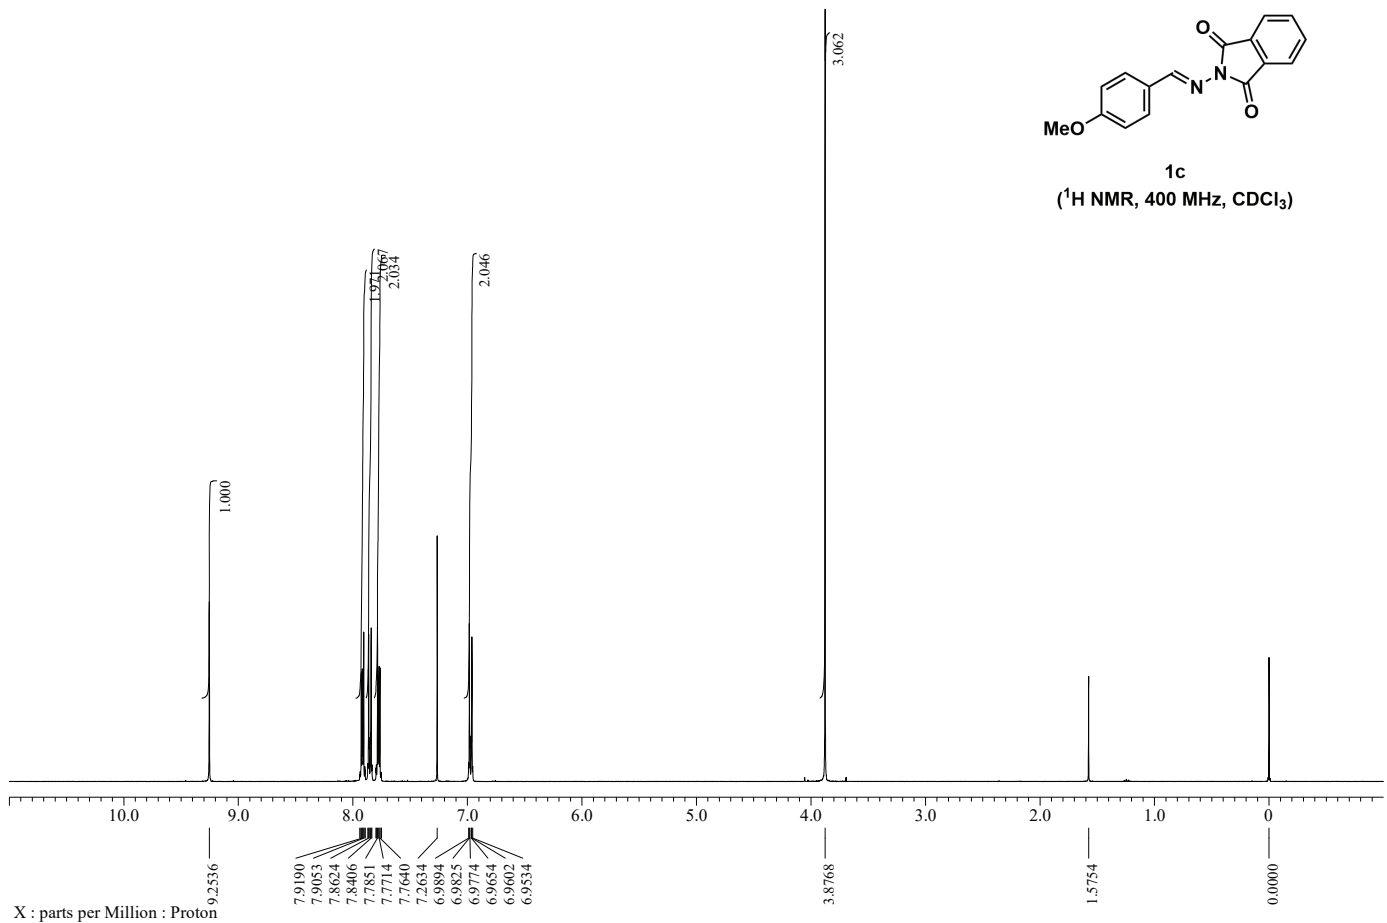 3.062
O
N
N
O
MeO
1c
(¹H NMR, 400 MHz, CDCl₃)
1.971
2.067
2.034
2.046
1.000
10.0 9.0 8.0 7.0 6.0 5.0 4.0 3.0 2.0 1.0 0
9.2536
7.9190
7.9053
7.8624
7.8406
7.7851
7.7714
7.7640
7.2634
6.9894
6.9825
6.9774
6.9654
6.9602
6.9534
3.8768
1.5754
0.0000
X : parts per Million : Proton